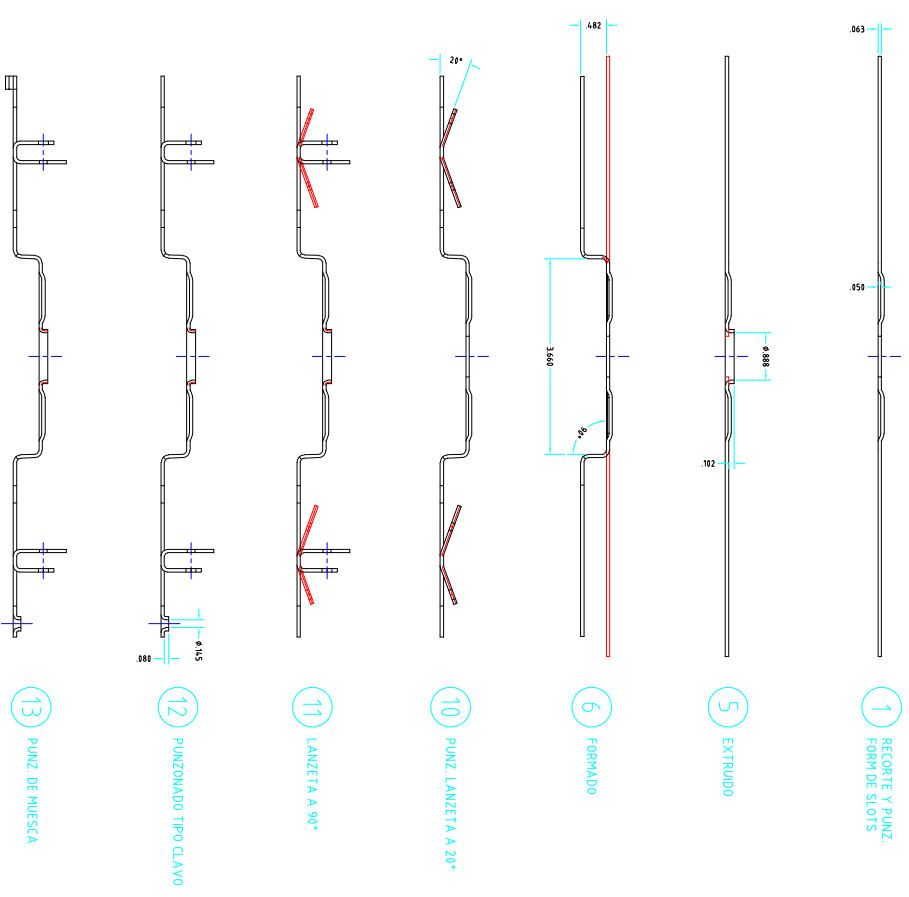 .063
.050
1
RECORTE Y PUNZ.
FORM DE SLOTS
Ø.888
.102
5
EXTRUIDO
.482
3.660
90°
6
FORMADO
20°
10
PUNZ. LANZETA A 20°
11
LANZETA A 90°
Ø.145
.080
12
PUNZONADO TIPO CLAVO
13
PUNZ. DE MUESCA